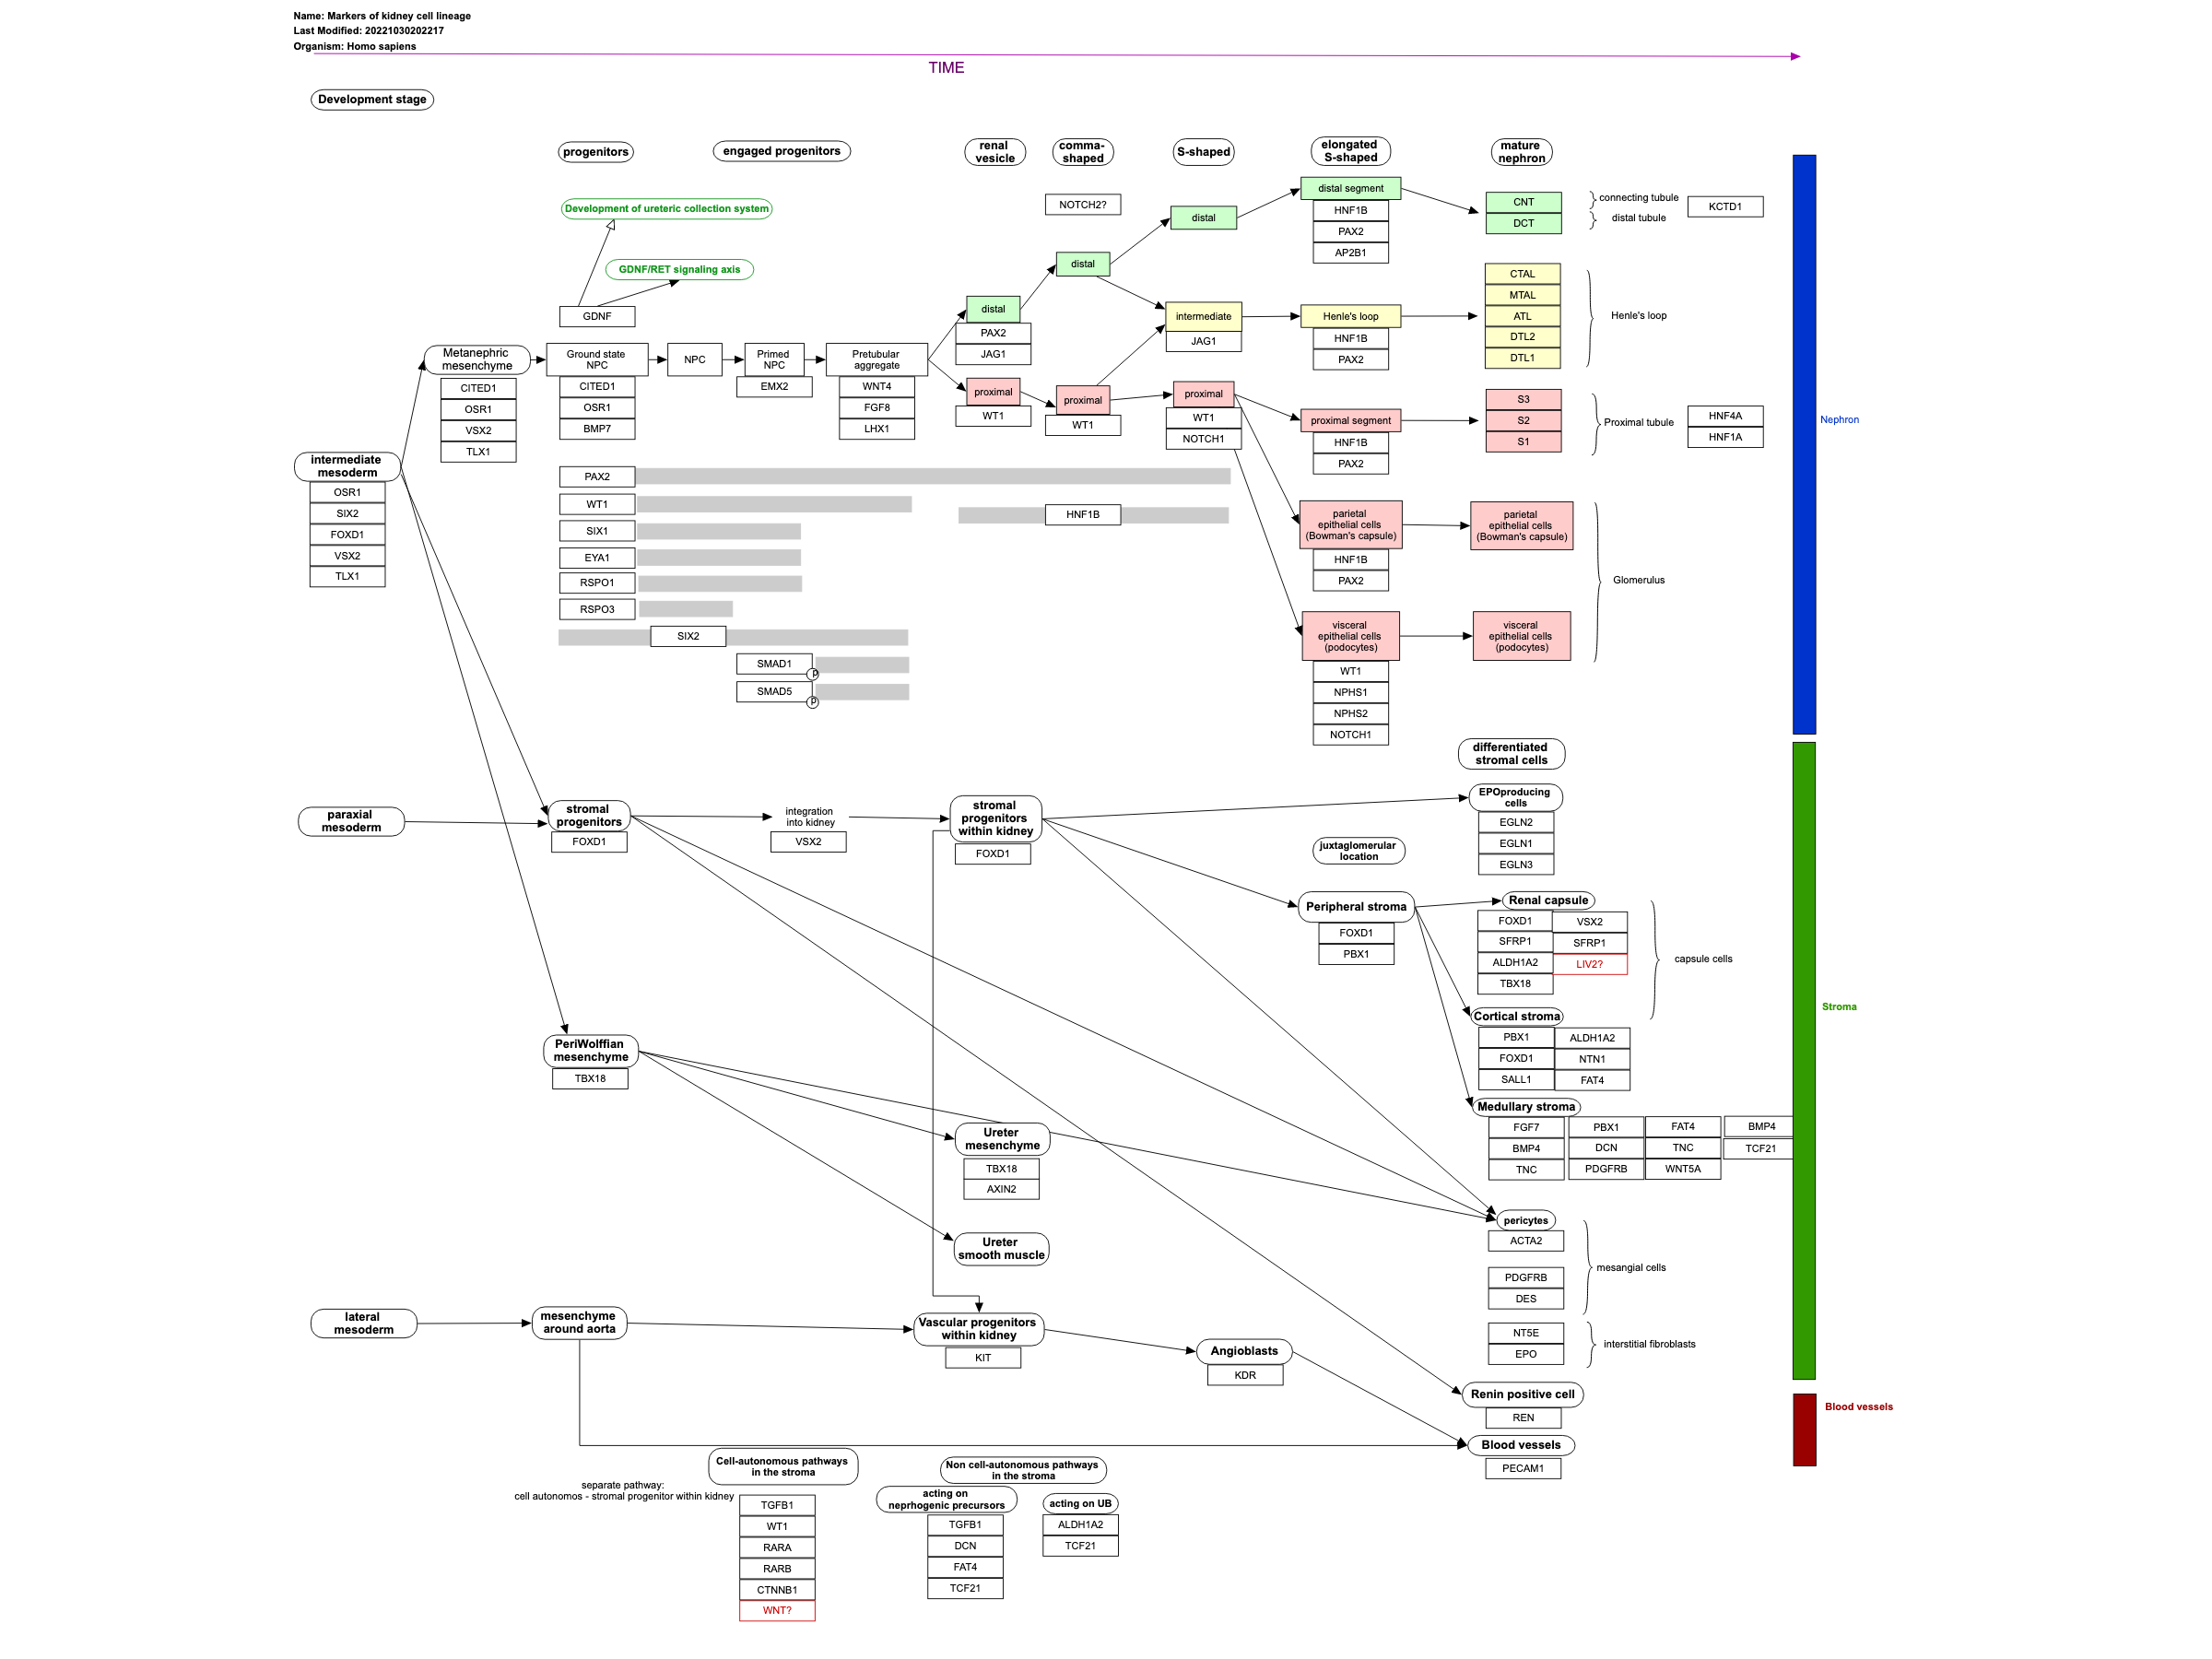 Name: Markers of kidney cell lineage
Last Modified: 20221030202217
Organism: Homo sapiens
TIME
Development stage
progenitors
engaged progenitors
renal
vesicle
comma-
shaped
S-shaped
elongated
S-shaped
mature
nephron
Development of ureteric collection system
GDNF/RET signaling axis
GDNF
NOTCH2?
distal
distal segment
HNF1B
PAX2
AP2B1
CNT
DCT
connecting tubule
distal tubule
KCTD1
distal
distal
PAX2
JAG1
intermediate
JAG1
Henle's loop
HNF1B
PAX2
CTAL
MTAL
ATL
DTL2
DTL1
Henle's loop
Metanephric
mesenchyme
CITED1
OSR1
VSX2
TLX1
Ground state
NPC
CITED1
OSR1
BMP7
NPC
Primed
NPC
EMX2
Pretubular
aggregate
WNT4
FGF8
LHX1
proximal
WT1
proximal
WT1
proximal
WT1
NOTCH1
proximal segment
HNF1B
PAX2
S3
S2
S1
Proximal tubule
HNF4A
HNF1A
Nephron
intermediate
mesoderm
OSR1
SIX2
FOXD1
VSX2
TLX1
PAX2
WT1
SIX1
EYA1
RSPO1
RSPO3
SIX2
SMAD1
P
SMAD5
P
HNF1B
parietal
epithelial cells
(Bowman's capsule)
HNF1B
PAX2
parietal
epithelial cells
(Bowman's capsule)
Glomerulus
visceral
epithelial cells
(podocytes)
WT1
NPHS1
NPHS2
NOTCH1
visceral
epithelial cells
(podocytes)
differentiated
stromal cells
paraxial
mesoderm
stromal
progenitors
FOXD1
integration
into kidney
VSX2
stromal
progenitors
within kidney
FOXD1
EPOproducing
cells
EGLN2
EGLN1
EGLN3
juxtaglomerular
location
Peripheral stroma
FOXD1
PBX1
Renal capsule
FOXD1
SFRP1
ALDH1A2
TBX18
VSX2
SFRP1
LIV2?
capsule cells
Cortical stroma
PBX1
FOXD1
SALL1
ALDH1A2
NTN1
FAT4
Stroma
Medullary stroma
FGF7
BMP4
TNC
PBX1
DCN
PDGFRB
FAT4
TNC
WNT5A
BMP4
TCF21
PeriWolffian
mesenchyme
TBX18
Ureter
mesenchyme
TBX18
AXIN2
Ureter
smooth muscle
pericytes
ACTA2
PDGFRB
DES
mesangial cells
NT5E
EPO
interstitial fibroblasts
lateral
mesoderm
mesenchyme
around aorta
Vascular progenitors
within kidney
KIT
Angioblasts
KDR
Renin positive cell
REN
Blood vessels
PECAM1
Blood vessels
separate pathway:
cell autonomos - stromal progenitor within kidney
Cell-autonomous pathways
in the stroma
TGFB1
WT1
RARA
RARB
CTNNB1
WNT?
Non cell-autonomous pathways
in the stroma
acting on
neprhogenic precursors
TGFB1
DCN
FAT4
TCF21
acting on UB
ALDH1A2
TCF21